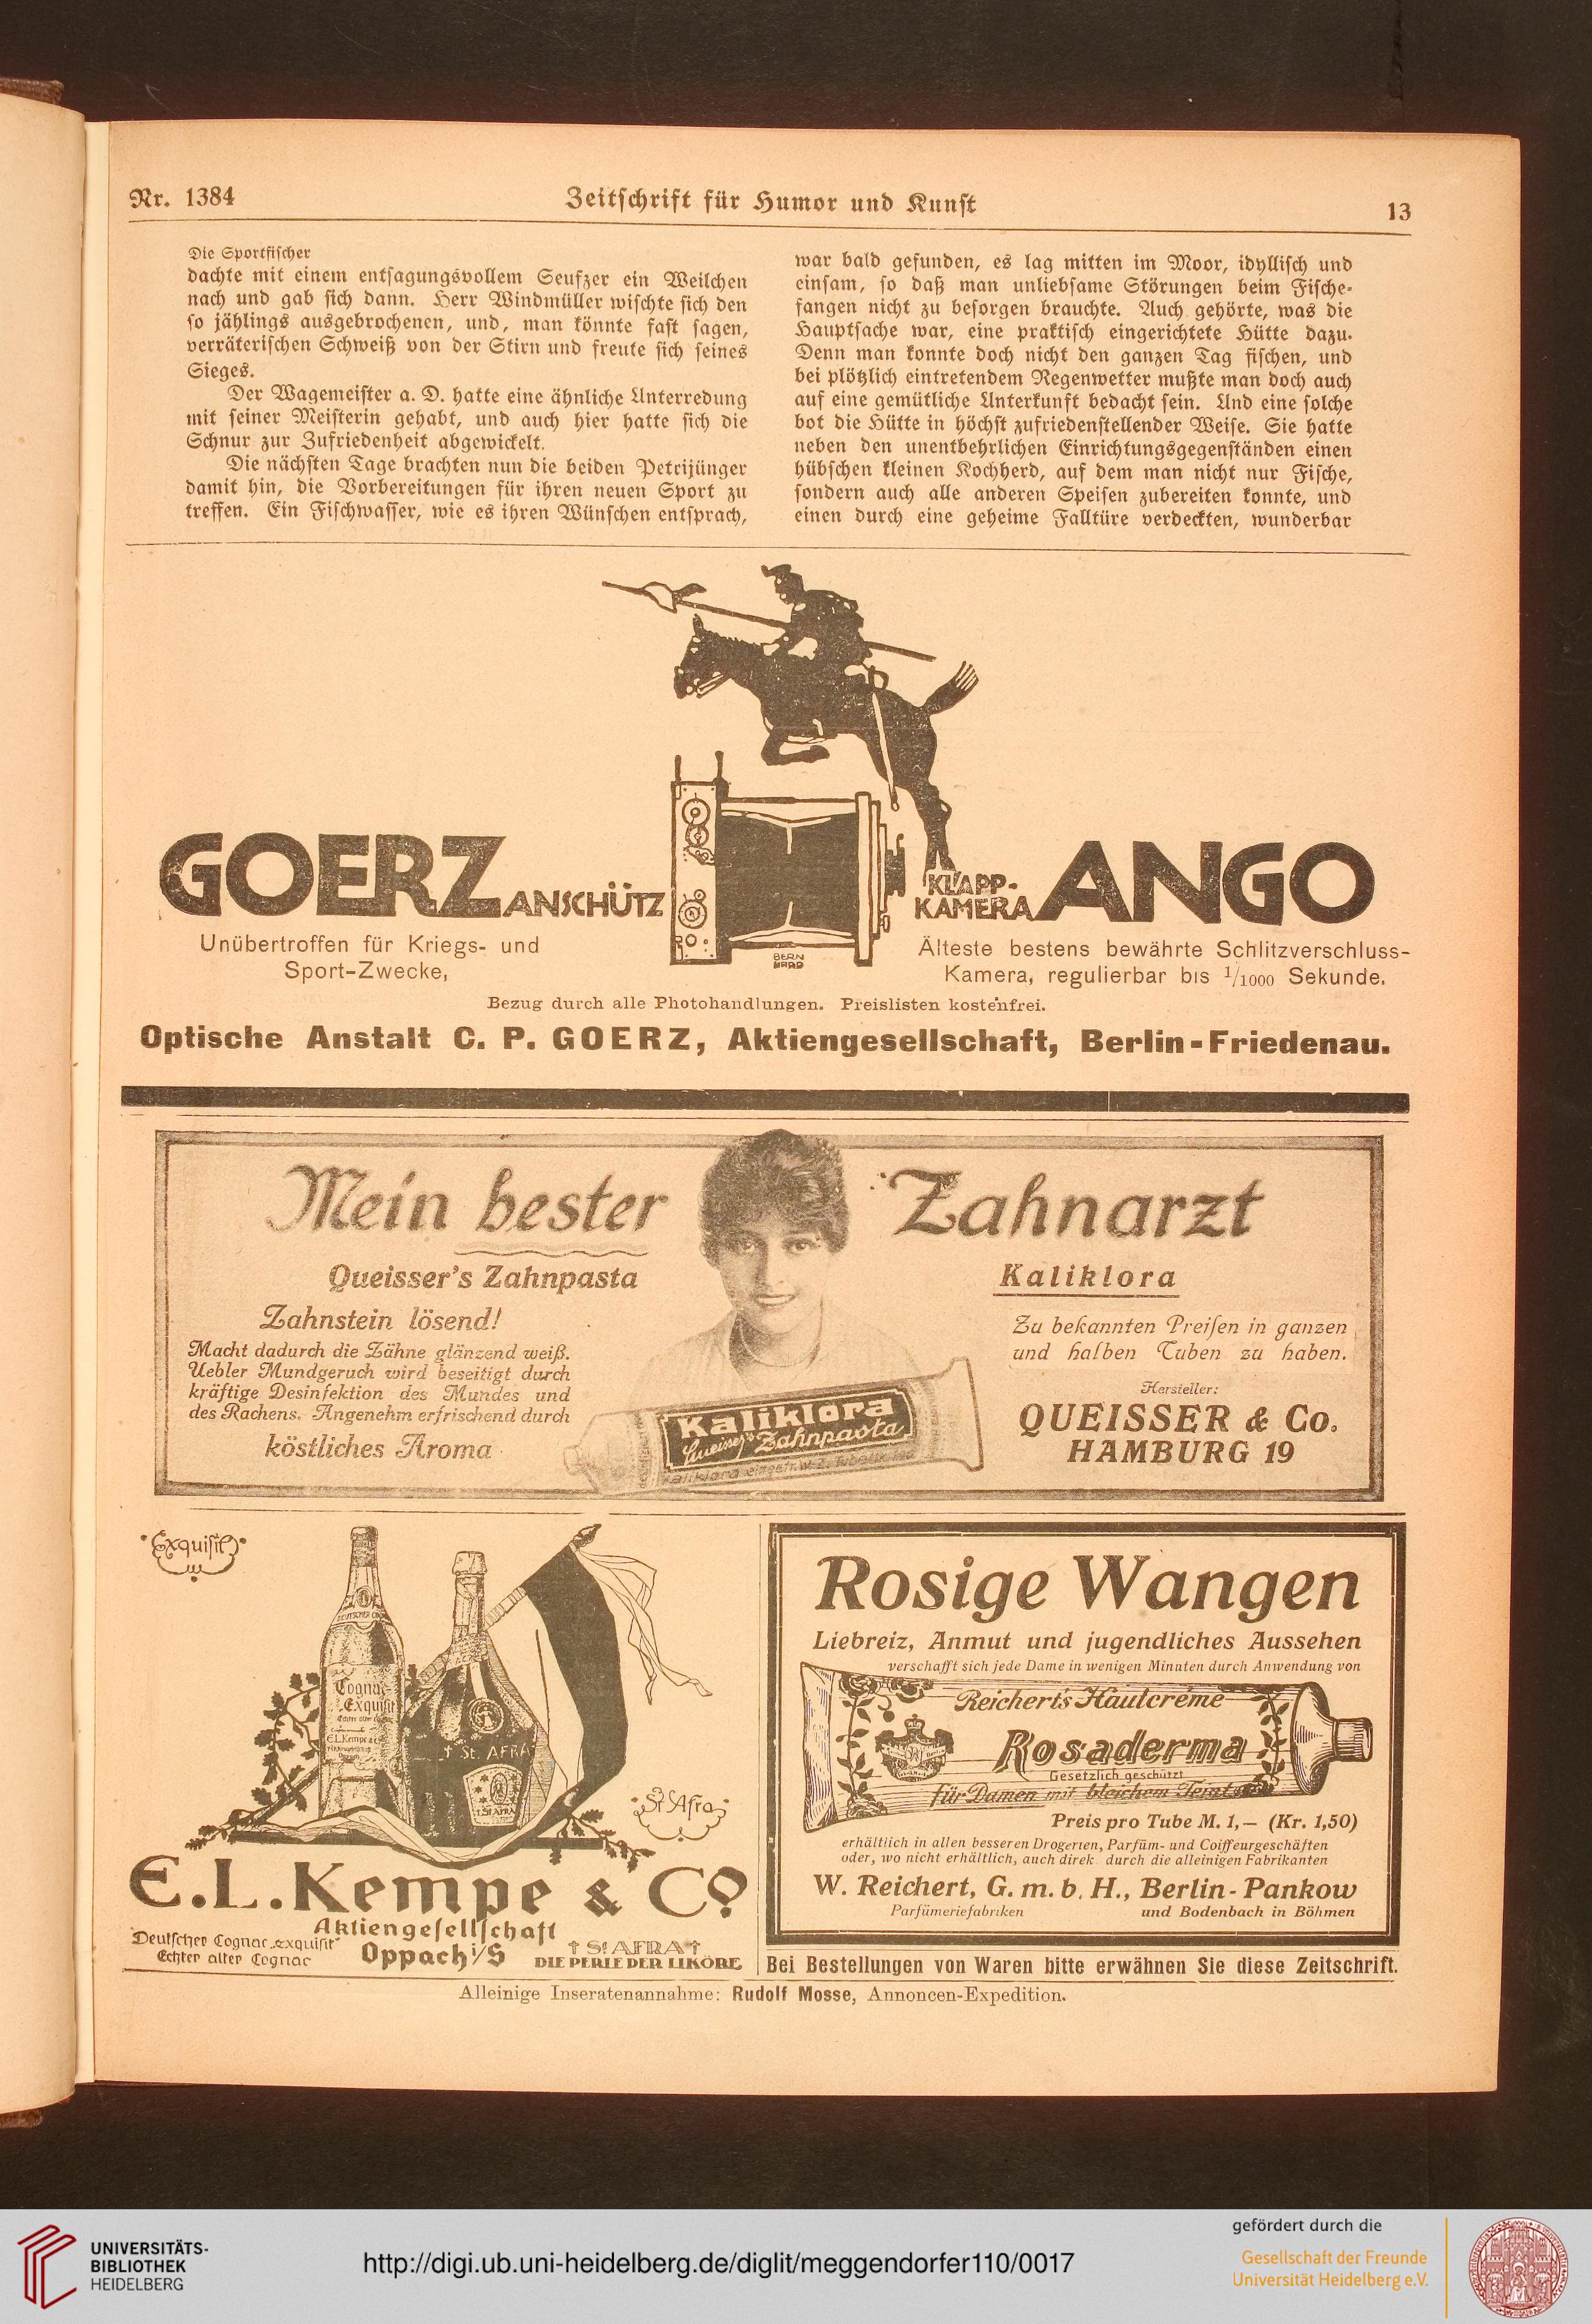 Nr. 1384
Zeitschrift für Humor und Kunst
13
Die Sportfischer
dachte mit einem entsagungsvollem Seufzer ein Weilchen
nach und gab sich dann. Herr Windmüller wischte sich den
so jählings ausgebrochenen, und, man könnte fast sagen,
verräterischen Schweiß von der Stirn und freute sich seines
Sieges.
Der Wagemeister a. D. hatte eine ähnliche Unterredung
mit seiner Meisterin gehabt, und auch hier hatte sich die
Schnur zur Zufriedenheit abgewickelt.
Die nächsten Tage brachten nun die beiden Petrijünger
damit hin, die Vorbereitungen für ihren neuen Sport zu
treffen. Ein Fischwasser, wie es ihren Wünschen entsprach,
war bald gefunden, es lag mitten im Moor, idyllisch und
einsam, so daß man unliebsame Störungen beim Fische-
fangen nicht zu besorgen brauchte. Auch gehörte, was die
Hauptsache war, eine praktisch eingerichtete Hütte dazu.
Denn man konnte doch nicht den ganzen Tag fischen, und
bei plötzlich eintretendem Regenwetter mußte man doch auch
auf eine gemütliche Unterkunft bedacht sein. Und eine solche
bot die Hütte in höchst zufriedenstellender Weise. Sie hatte
neben den unentbehrlichen Einrichtungsgegenständen einen
hübschen kleinen Kochherd, auf dem man nicht nur Fische,
sondern auch alle anderen Speisen zubereiten konnte, und
einen durch eine geheime Falltüre verdeckten, wunderbar
GOERZ ANSCHÜTZ
KLAPP-
KAMERA ANGO
BERN
HARD
Unübertroffen für Kriegs- und
Sport-Zwecke,
Älteste bestens bewährte Schlitzverschluss-
Kamera, regulierbar bis 1/1000 Sekunde.
Bezug durch alle Photohandlungen. Preislisten kostenfrei.
Optische Anstalt C. P. GOERZ, Aktiengesellschaft, Berlin-Friedenau.
Mein bester Zahnarzt
Queisser's Zahnpasta
Kaliklora
Zahnstein lösend!
Macht dadurch die Zähne glänzend weiß.
Uebler Mundgeruch wird beseitigt durch
kräftige Desinfektion des Mundes und
des Rachens. Angenehm erfrischend durch
köstliches Aroma
Kaliklora
Queisser's Zahnpasta
Zu bekannten Preisen in ganzen
und halben Tuben zu haben.
Hersteller:
QUEISSER & Co.
HAMBURG 19
Exquisit
DEUTSCHER
Cognac
Exquisit
E.L.Kempe & Co
† St. AFRA
St. AFRA
St. Afra
E.L.Kempe & Co
Aktiengesellschaft
Deutscher Cognac „Exquisit"
Echter alter Cognac
Oppach i/S
† St. AFRA †
DIE PERLE DER LIKÖRE
Rosige Wangen
Liebreiz, Anmut und jugendliches Aussehen
verschafft sich jede Dame in wenigen Minuten durch Anwendung von
Reichert's Hautcrème
Rosaderma
Gesetzlich geschützt
für Damen mit bleichem Teint
Preis pro Tube M. 1,— (Kr. 1,50)
erhältlich in allen besseren Drogerien, Parfüm- und Coiffeurgeschäften
oder, wo nicht erhältlich, auch direk durch die alleinigen Fabrikanten
W. Reichert, G. m. b. H., Berlin-Pankow
Parfümeriefabriken und Bodenbach in Böhmen
Bei Bestellungen von Waren bitte erwähnen Sie diese Zeitschrift.
Alleinige Inseratenannahme: Rudolf Mosse, Annoncen-Expedition.
UNIVERSITÄTS-
BIBLIOTHEK
HEIDELBERG
http://digi.ub.uni-heidelberg.de/diglit/meggendorfer110/0017
gefördert durch die
Gesellschaft der Freunde
Universität Heidelberg e.V.